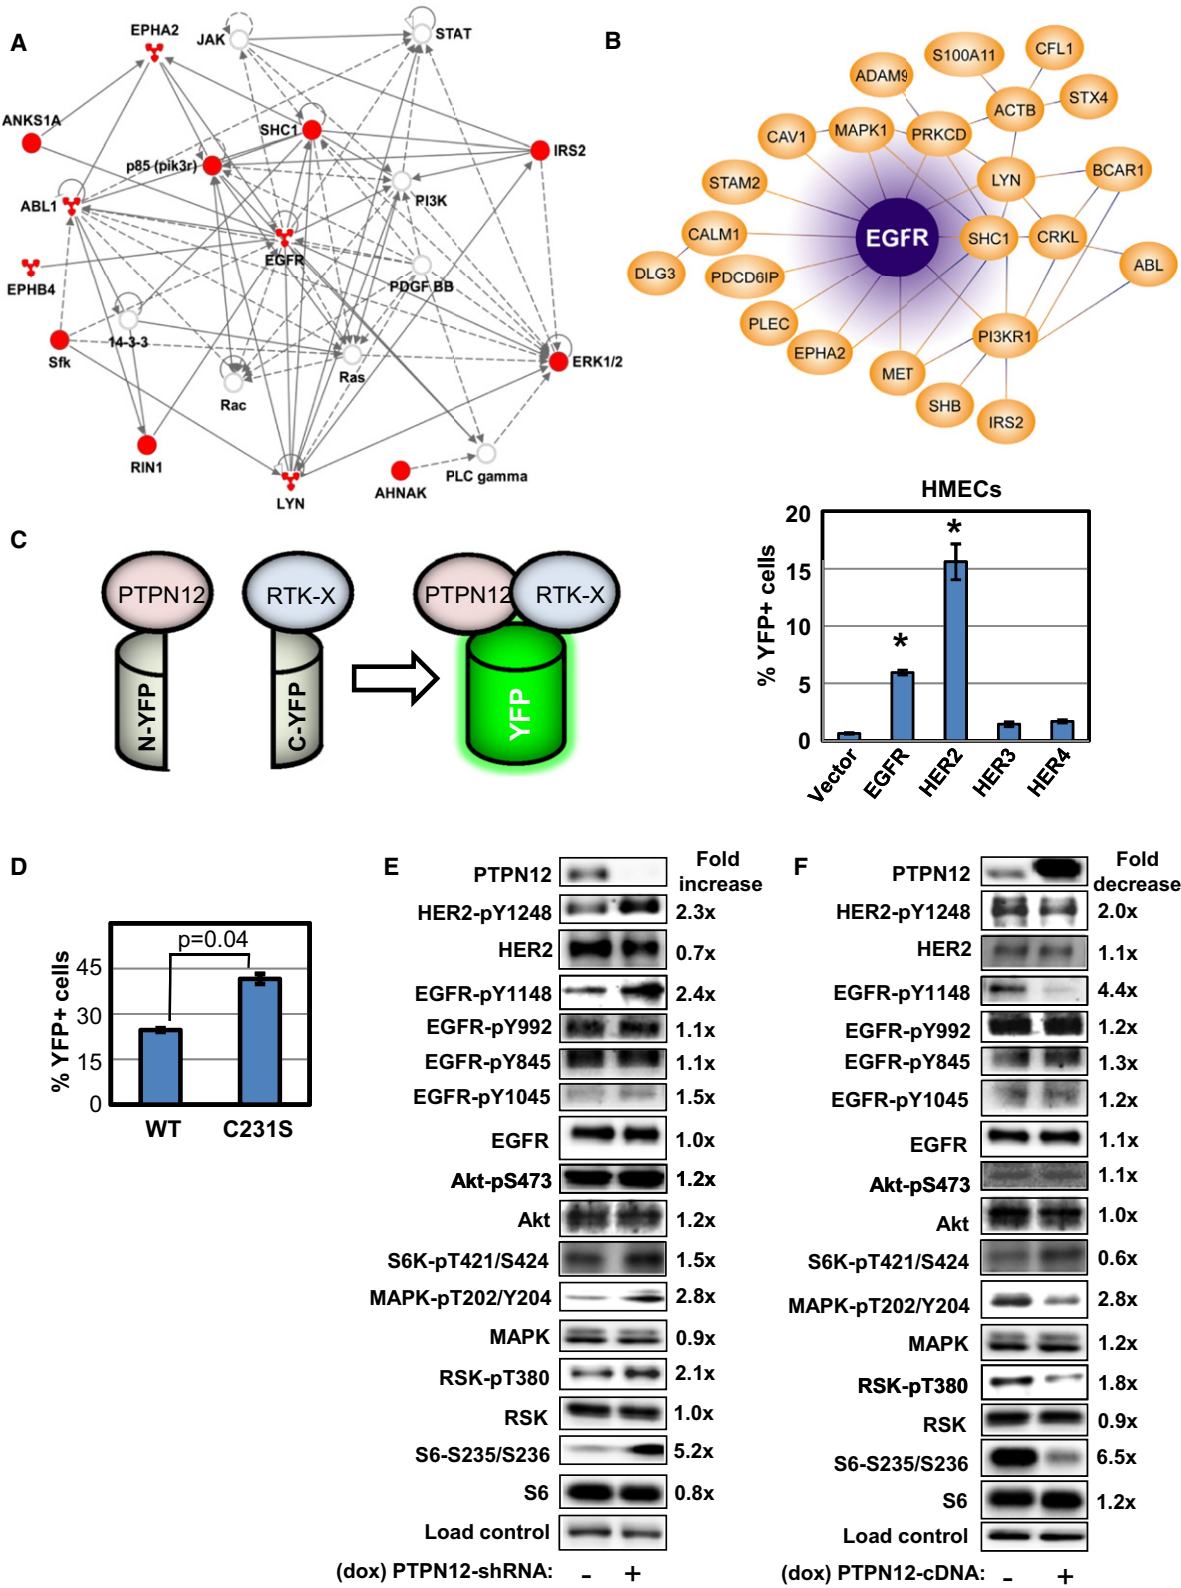 A
EPHA2
JAK
STAT
ANKS1A
SHC1
IRS2
p85 (pik3r)
PI3K
ABL1
EGFR
EPHB4
PDGF BB
14-3-3
Sfk
Ras
ERK1/2
Rac
RIN1
LYN
AHNAK
PLC gamma
B
S100A11
CFL1
ADAM9
STX4
ACTB
CAV1
MAPK1
PRKCD
STAM2
LYN
BCAR1
CALM1
EGFR
SHC1
CRKL
DLG3
PDCD6IP
ABL
PLEC
EPHA2
PI3KR1
MET
SHB
IRS2
C
PTPN12
RTK-X
PTPN12
RTK-X
N-YFP
C-YFP
YFP
HMECs
% YFP+ cells
20
15
10
5
0
*
*
Vector
EGFR
HER2
HER3
HER4
D
% YFP+ cells
45
30
15
0
p=0.04
WT
C231S
E
Fold
increase
PTPN12
HER2-pY1248 2.3x
HER2 0.7x
EGFR-pY1148 2.4x
EGFR-pY992 1.1x
EGFR-pY845 1.1x
EGFR-pY1045 1.5x
EGFR 1.0x
Akt-pS473 1.2x
Akt 1.2x
S6K-pT421/S424 1.5x
MAPK-pT202/Y204 2.8x
MAPK 0.9x
RSK-pT380 2.1x
RSK 1.0x
S6-S235/S236 5.2x
S6 0.8x
Load control
(dox) PTPN12-shRNA: - +
F
Fold
decrease
PTPN12
HER2-pY1248 2.0x
HER2 1.1x
EGFR-pY1148 4.4x
EGFR-pY992 1.2x
EGFR-pY845 1.3x
EGFR-pY1045 1.2x
EGFR 1.1x
Akt-pS473 1.1x
Akt 1.0x
S6K-pT421/S424 0.6x
MAPK-pT202/Y204 2.8x
MAPK 1.2x
RSK-pT380 1.8x
RSK 0.9x
S6-S235/S236 6.5x
S6 1.2x
Load control
(dox) PTPN12-cDNA: - +